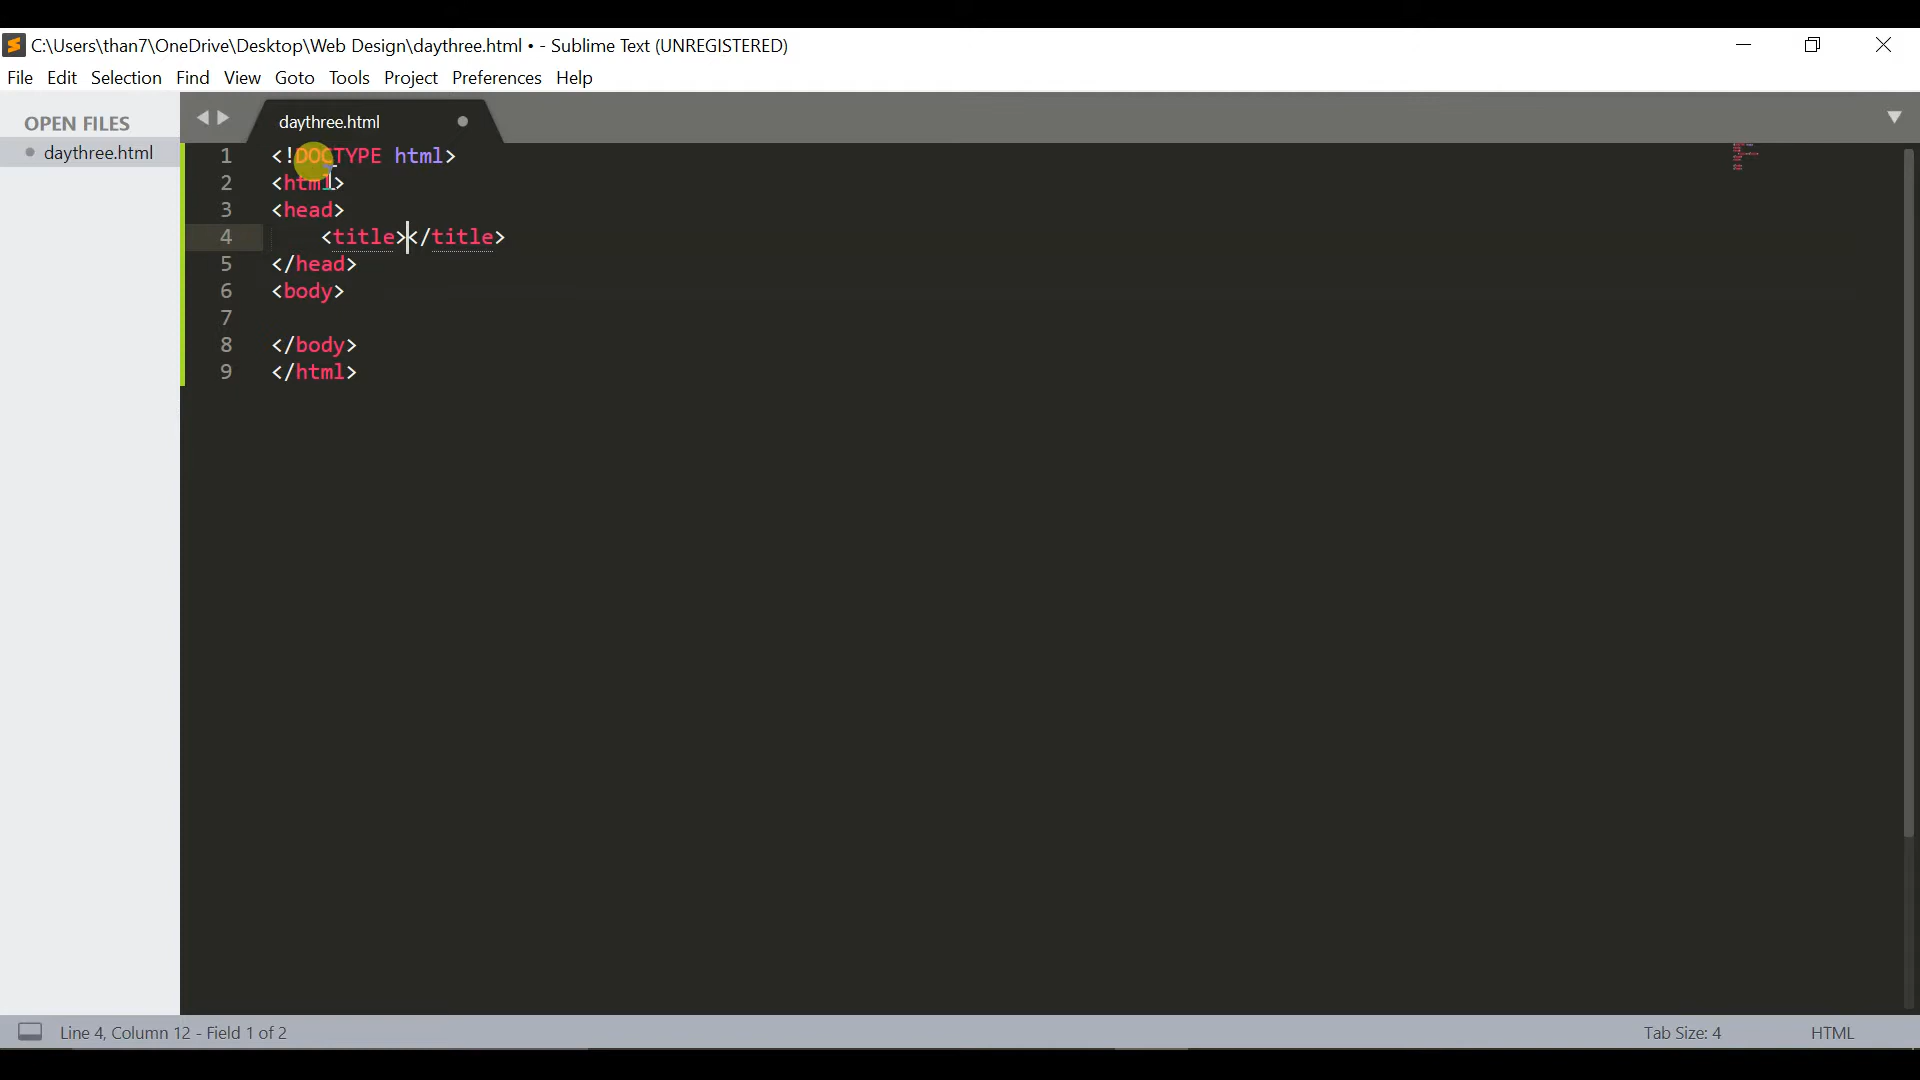 C:\Users\than7\OneDrive\Desktop\Web Design\daythree.html • - Sublime Text (UNREGISTERED)
File Edit Selection Find View Goto Tools Project Preferences Help
OPEN FILES
daythree.html
daythree.html
1 <!DOCTYPE html>
2 <html>
3 <head>
4 <title></title>
5 </head>
6 <body>
7
8 </body>
9 </html>
Line 4, Column 12 - Field 1 of 2
Tab Size: 4
HTML